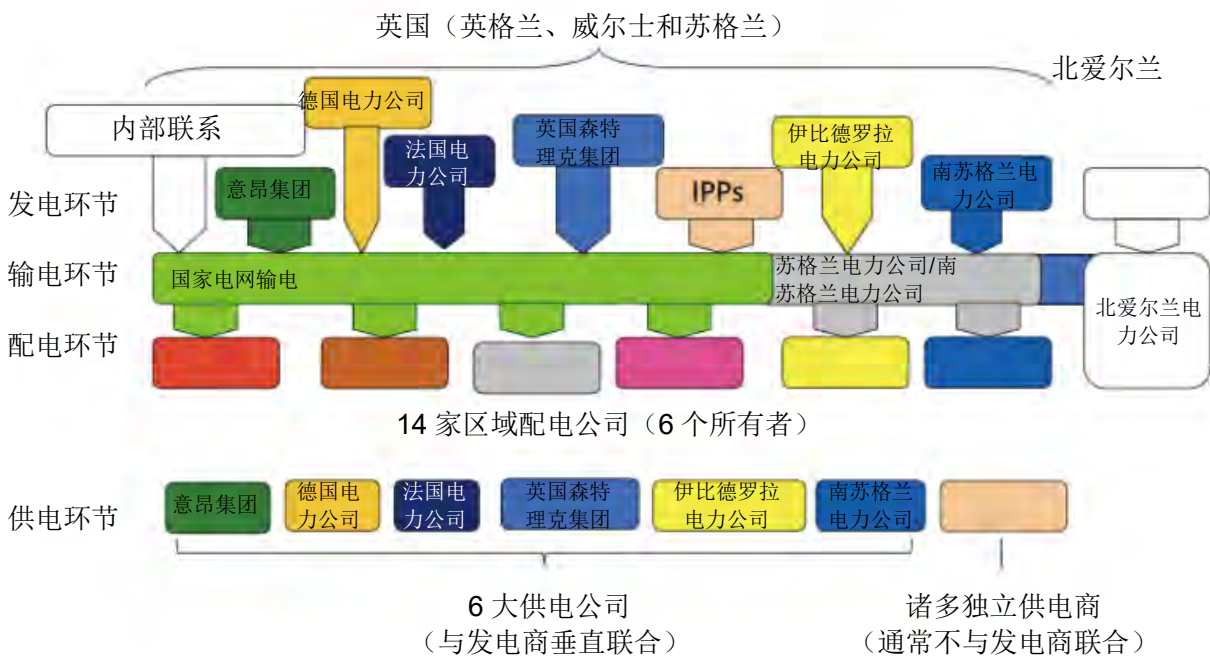 英国（英格兰、威尔士和苏格兰）
北爱尔兰
内部联系
德国电力公司
法国电
力公司
英国森特
理克集团
伊比德罗拉
电力公司
发电环节
意昂集团
IPPs
南苏格兰电
力公司
输电环节
国家电网输电
苏格兰电力公司/南
苏格兰电力公司
北爱尔兰电
力公司
配电环节
14 家区域配电公司（6 个所有者）
供电环节
意昂集团
德国电
力公司
法国电
力公司
英国森特
理克集团
伊比德罗拉
电力公司
南苏格兰
电力公司
6 大供电公司
（与发电商垂直联合）
诸多独立供电商
（通常不与发电商联合）